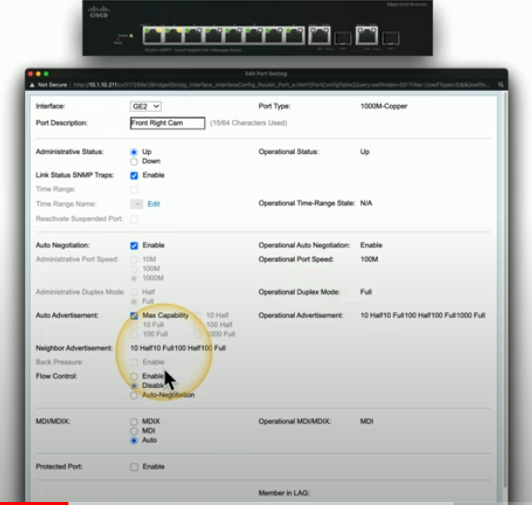 CISCO
Edit Port Setting
Not Secure
Interface: GE2 Port Type: 1000M-Copper
Port Description: Front Right Cam (15/64 Characters Used)
Administrative Status: Up Operational Status: Up
Down
Link Status SNMP Traps: Enable
Time Range:
Time Range Name: Edit Operational Time-Range State: N/A
Reactivate Suspended Port:
Auto Negotiation: Enable Operational Auto Negotiation: Enable
Administrative Port Speed: 10M Operational Port Speed: 100M
100M
1000M
Administrative Duplex Mode: Half Operational Duplex Mode: Full
Full
Auto Advertisement: Max Capability 10 Half Operational Advertisement: 10 Half10 Full100 Half100 Full1000 Full
10 Full 100 Half
100 Full 1000 Full
Neighbor Advertisement: 10 Half10 Full100 Half100 Full
Back Pressure: Enable
Flow Control: Enable
Disable
Auto-Negotiation
MDI/MDIX: MDIX Operational MDI/MDIX: MDI
MDI
Auto
Protected Port: Enable
Member in LAG: